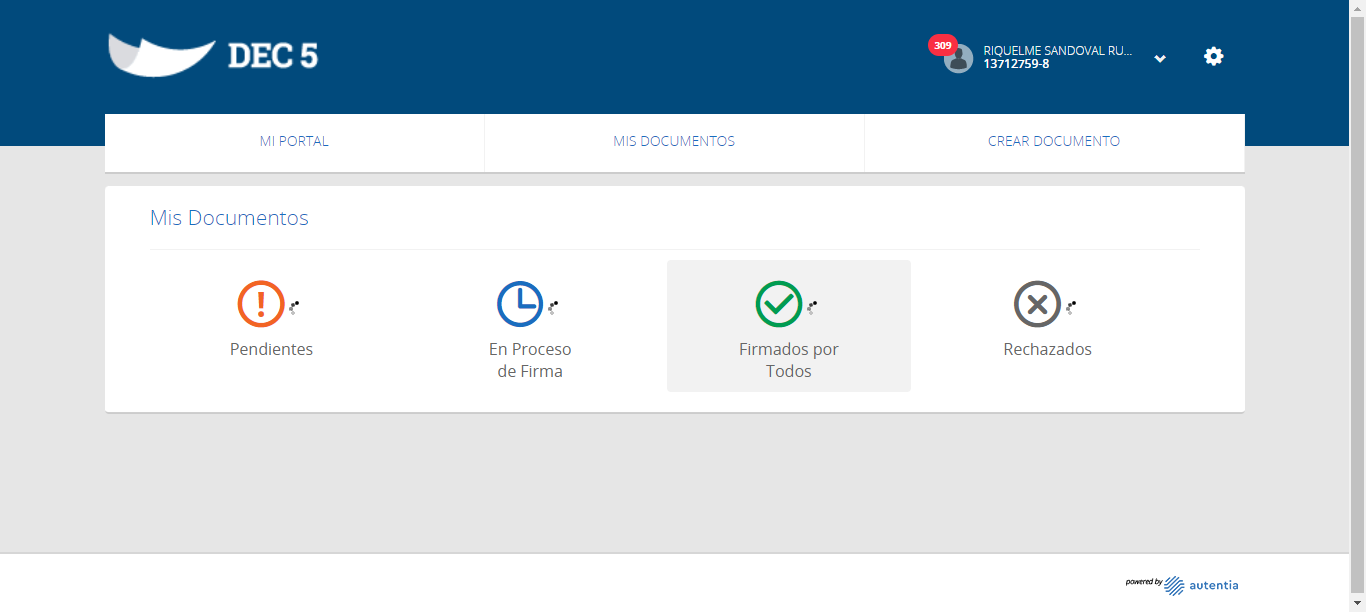 DEC 5
309
RIQUELME SANDOVAL RU...
13712759-8
MI PORTAL
MIS DOCUMENTOS
CREAR DOCUMENTO
Mis Documentos
Pendientes
En Proceso
de Firma
Firmados por
Todos
Rechazados
powered by autentia